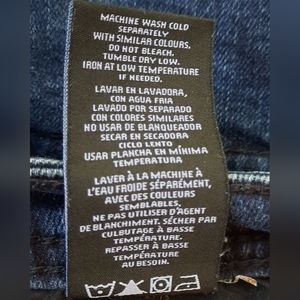 MACHINE WASH COLD
SEPARATELY
WITH SIMILAR COLOURS.
DO NOT BLEACH.
TUMBLE DRY LOW.
IRON AT LOW TEMPERATURE
IF NEEDED.
LAVAR EN LAVADORA,
CON AGUA FRIA
LAVADO POR SEPARADO
CON COLORES SIMILARES
NO USAR DE BLANQUEADOR
SECAR EN SECADORA
CICLO LENTO
USAR PLANCHA EN MÍNIMA
TEMPERATURA
LAVER À LA MACHINE À
L'EAU FROIDE SÉPARÉMENT,
AVEC DES COULEURS
SEMBLABLES.
NE PAS UTILISER D'AGENT
DE BLANCHIMENT. SÉCHER PAR
CULBUTAGE À BASSE
TEMPÉRATURE.
REPASSER À BASSE
TEMPÉRATURE
AU BESOIN.